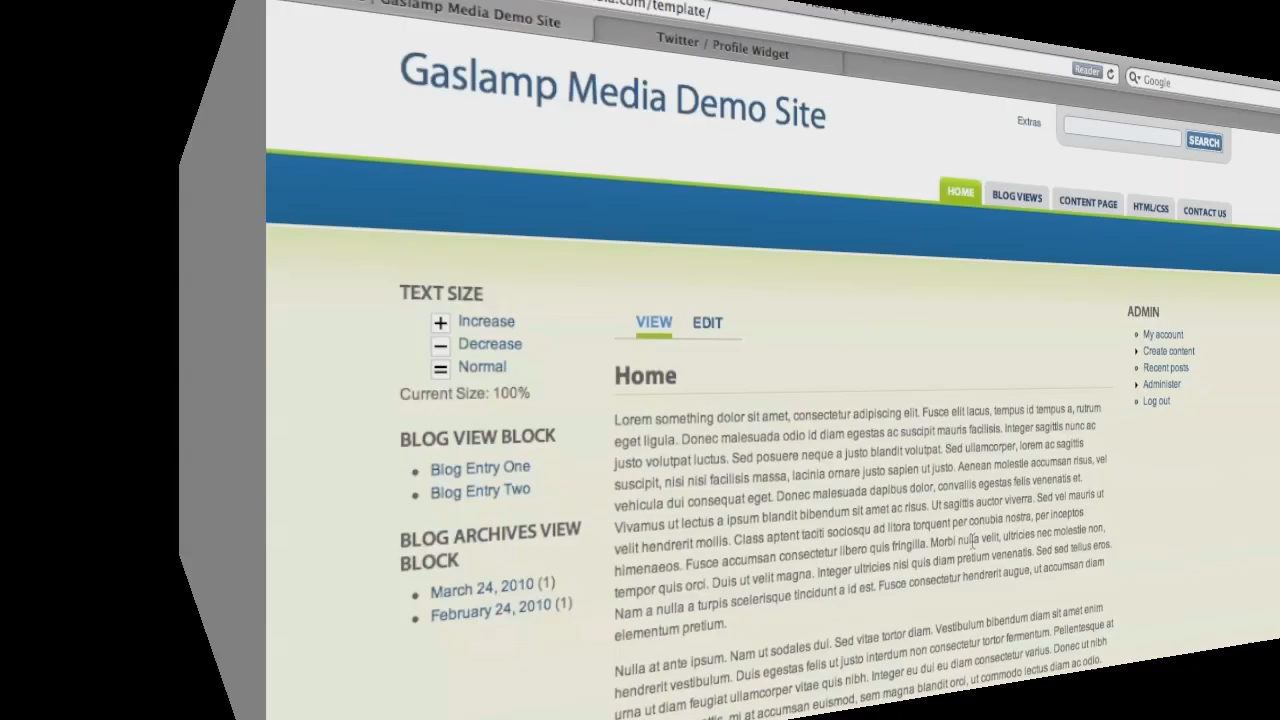 .com/template/
Gaslamp Media Demo Site
Twitter / Profile Widget
Reader
Google
Gaslamp Media Demo Site
Extras
SEARCH
HOME
BLOG VIEWS
CONTENT PAGE
HTML/CSS
CONTACT US
TEXT SIZE
+ Increase
− Decrease
= Normal
Current Size: 100%
BLOG VIEW BLOCK
Blog Entry One
Blog Entry Two
BLOG ARCHIVES VIEW
BLOCK
March 24, 2010 (1)
February 24, 2010 (1)
VIEW EDIT
Home
Lorem something dolor sit amet, consectetur adipiscing elit. Fusce elit lacus, tempus id tempus a, rutrum
eget ligula. Donec malesuada odio id diam egestas ac suscipit mauris facilisis. Integer sagittis nunc ac
justo volutpat luctus. Sed posuere neque a justo blandit volutpat. Sed ullamcorper, lorem ac sagittis
suscipit, nisi nisi facilisis massa, lacinia ornare justo sapien ut justo. Aenean molestie accumsan risus, vel
vehicula dui consequat eget. Donec malesuada dapibus dolor, convallis egestas felis venenatis et.
Vivamus ut lectus a ipsum blandit bibendum sit amet ac risus. Ut sagittis auctor viverra. Sed vel mauris ut
velit hendrerit mollis. Class aptent taciti sociosqu ad litora torquent per conubia nostra, per inceptos
himenaeos. Fusce accumsan consectetur libero quis fringilla. Morbi nulla velit, ultricies nec molestie non,
tempor quis orci. Duis ut velit magna. Integer ultricies nisl quis diam pretium venenatis. Sed sed tellus eros.
Nam a nulla a turpis scelerisque tincidunt a id est. Fusce consectetur hendrerit augue, ut accumsan diam
elementum pretium.
Nulla at ante ipsum. Nam ut sodales dui. Sed vitae tortor diam. Vestibulum bibendum diam sit amet enim
hendrerit vestibulum. Duis egestas felis ut justo interdum non consectetur tortor fermentum. Pellentesque at
urna ut diam feugiat ullamcorper vitae quis nibh. Integer eu dui eu diam consectetur varius. Donec ut nibh
mi at accumsan euismod, sem magna blandit orci, ut commodo lectus diam ac odio.
ADMIN
My account
Create content
Recent posts
Administer
Log out